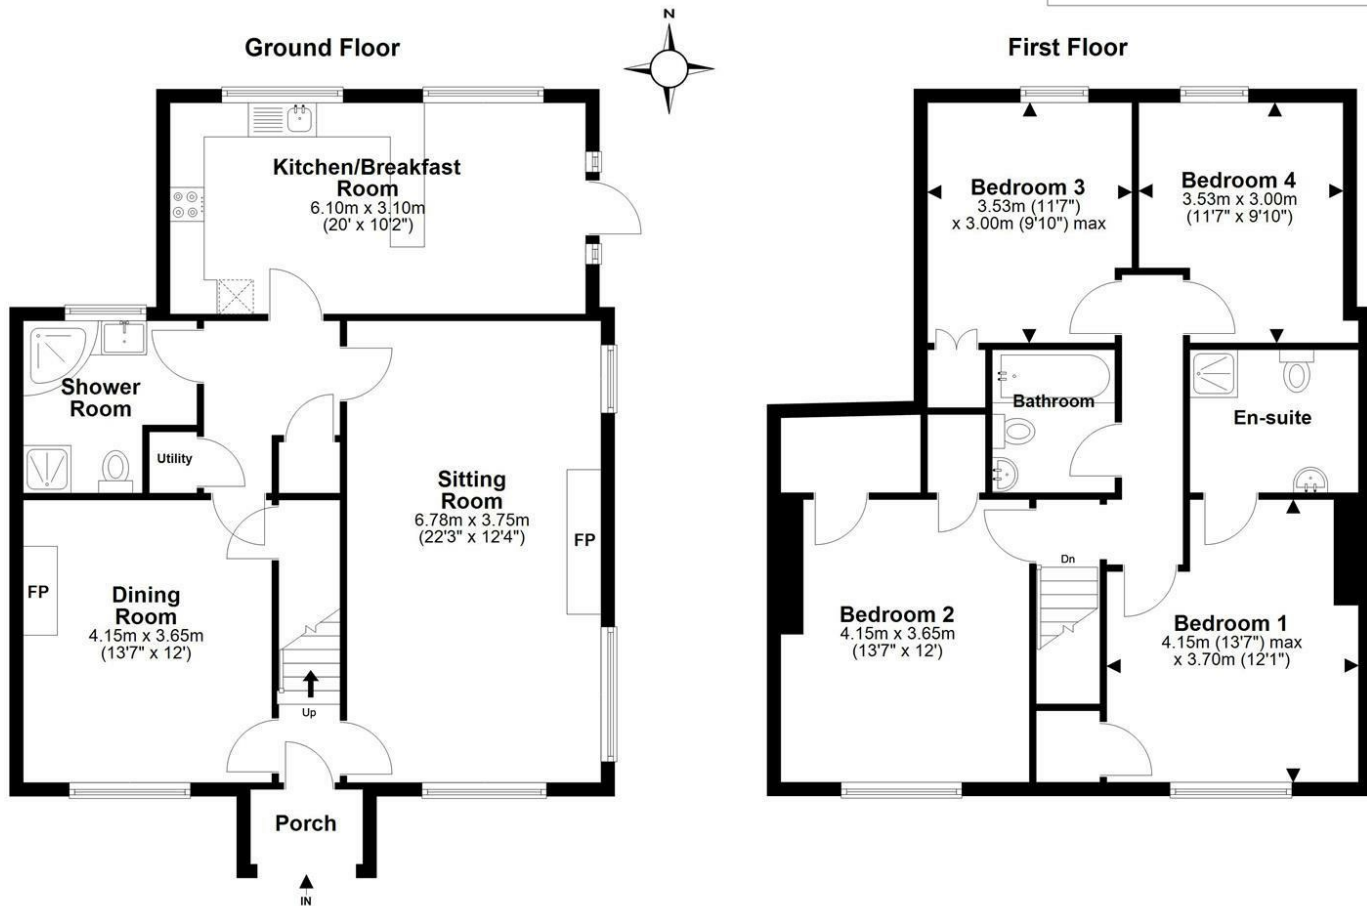 N
Ground Floor
First Floor
Kitchen/Breakfast
Room
6.10m x 3.10m
(20' x 10'2")
Shower
Room
Utility
Sitting
Room
6.78m x 3.75m
(22'3" x 12'4")
FP
FP
Dining
Room
4.15m x 3.65m
(13'7" x 12')
Up
Porch
IN
Bedroom 3
3.53m (11'7")
x 3.00m (9'10") max
Bedroom 4
3.53m x 3.00m
(11'7" x 9'10")
Bathroom
En-suite
Dn
Bedroom 2
4.15m x 3.65m
(13'7" x 12')
Bedroom 1
4.15m (13'7") max
x 3.70m (12'1")